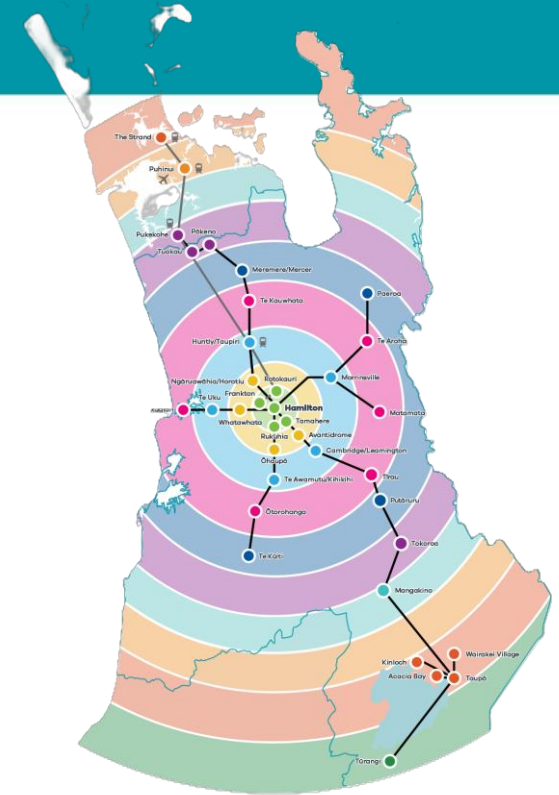 The Strand
Puhinui
Pukekohe
Pōkeno
Tuakau
Meremere/Mercer
Paeroa
Te Kauwhata
Huntly/Taupiri
Te Aroha
Ngāruawāhia/Horotiu
Rotokauri
Morrinsville
Te Uku
Frankton
Hamilton
Matamata
Whatawhata
Tamahere
Rukuhia
Avantidrome
Ōhaupō
Cambridge/Leamington
Te Awamutu/Kihikihi
Tīrau
Putāruru
Ōtorohanga
Tokoroa
Te Kūiti
Mangakino
Wairakei Village
Kinloch
Acacia Bay
Taupō
Tūrangi